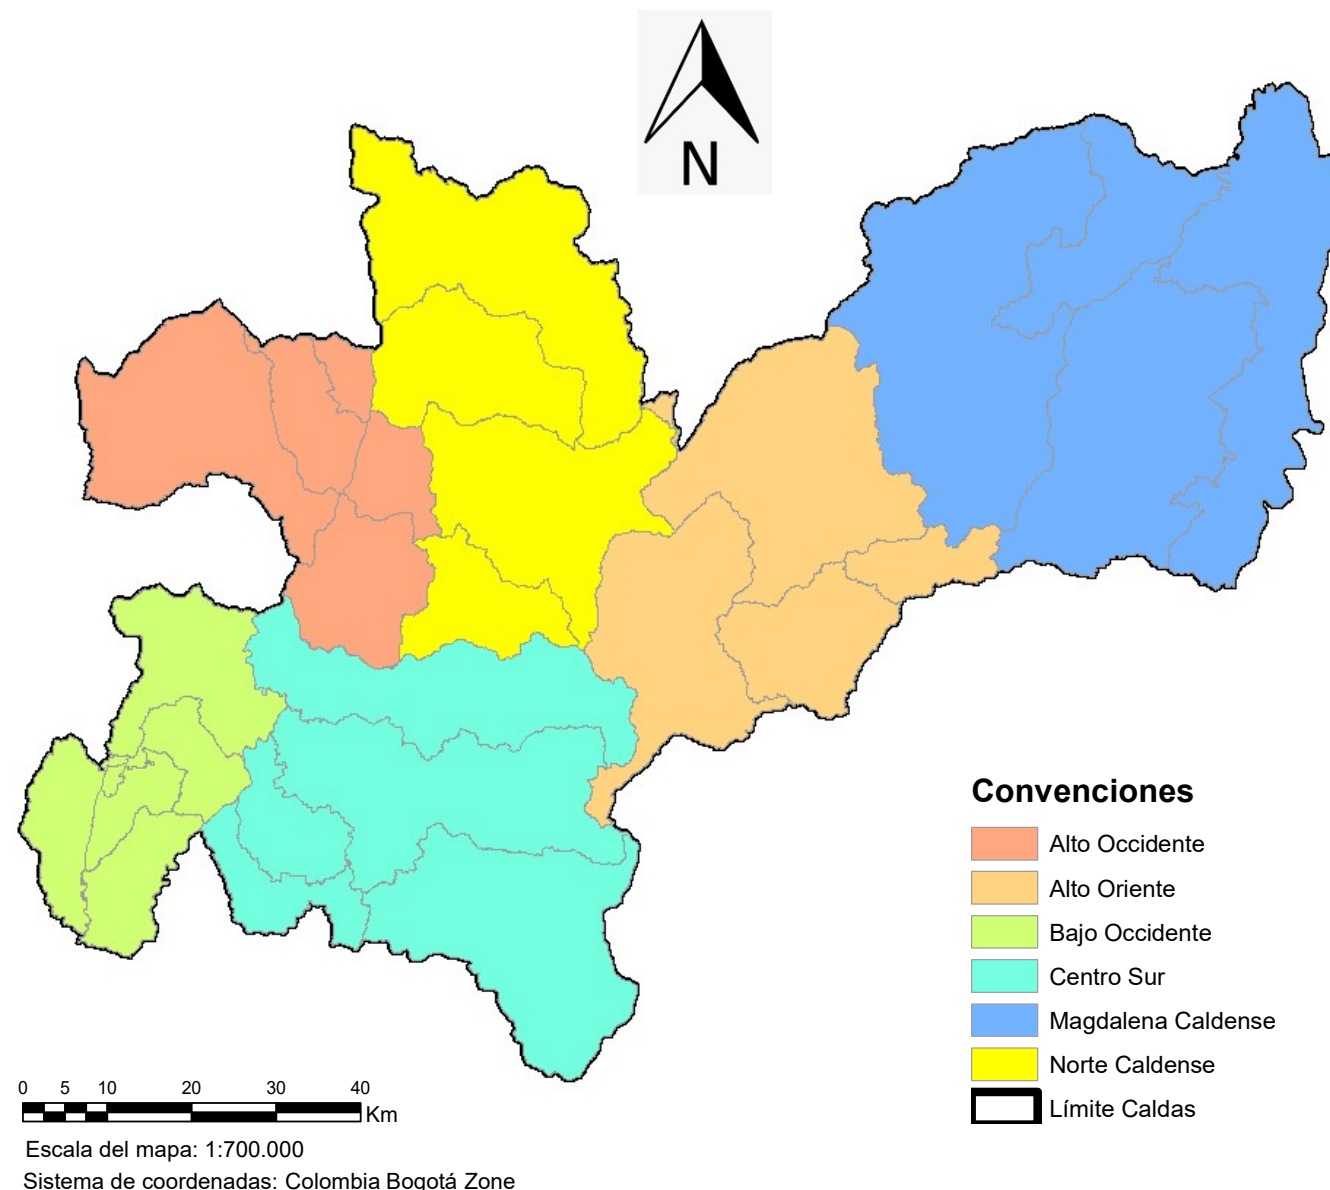 N
Convenciones
Alto Occidente
Alto Oriente
Bajo Occidente
Centro Sur
Magdalena Caldense
Norte Caldense
Límite Caldas
0 5 10 20 30 40
Km
Escala del mapa: 1:700.000
Sistema de coordenadas: Colombia Bogotá Zone